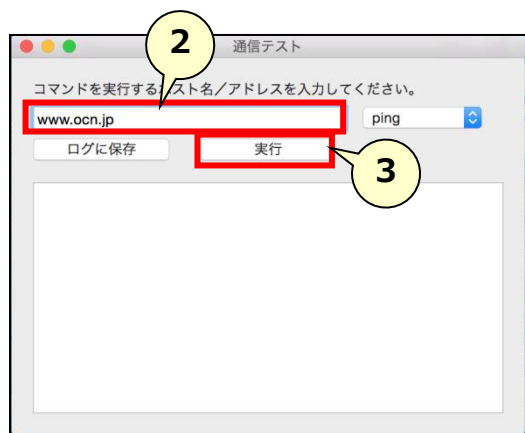 2
通信テスト
コマンドを実行するホスト名／アドレスを入力してください。
www.ocn.jp
ping
ログに保存
実行
3